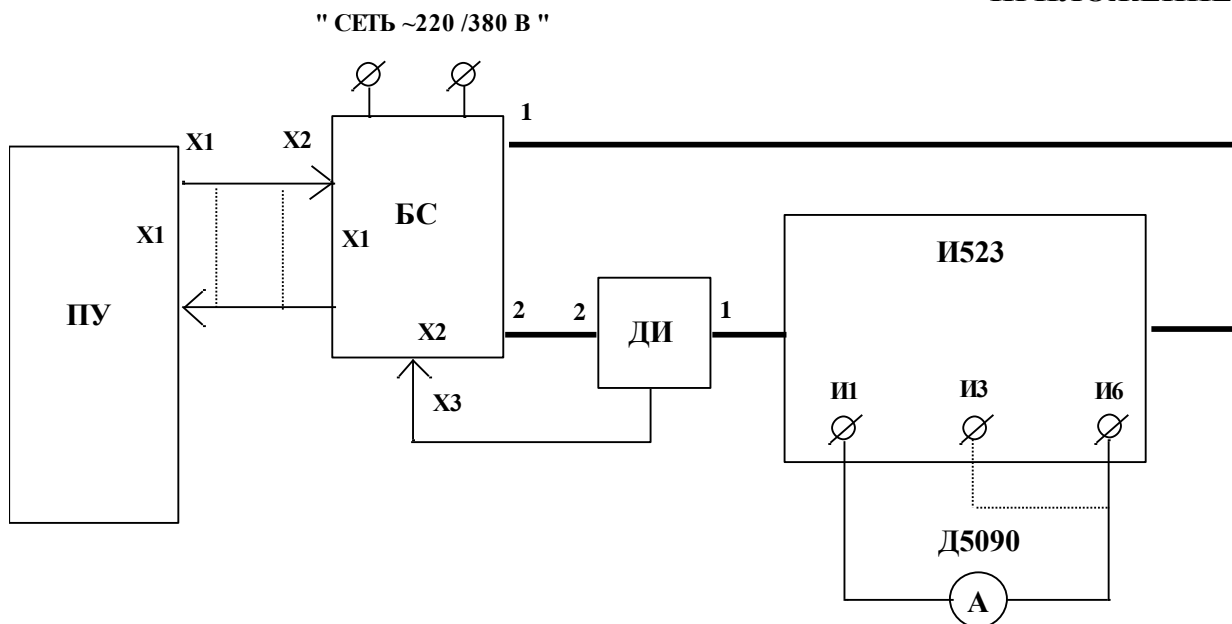 " СЕТЬ ~220 /380 В "
1
X1
X2
БС
X1
X1
И523
ПУ
X2
2
2
ДИ
1
X3
И1
И3
И6
Д5090
А